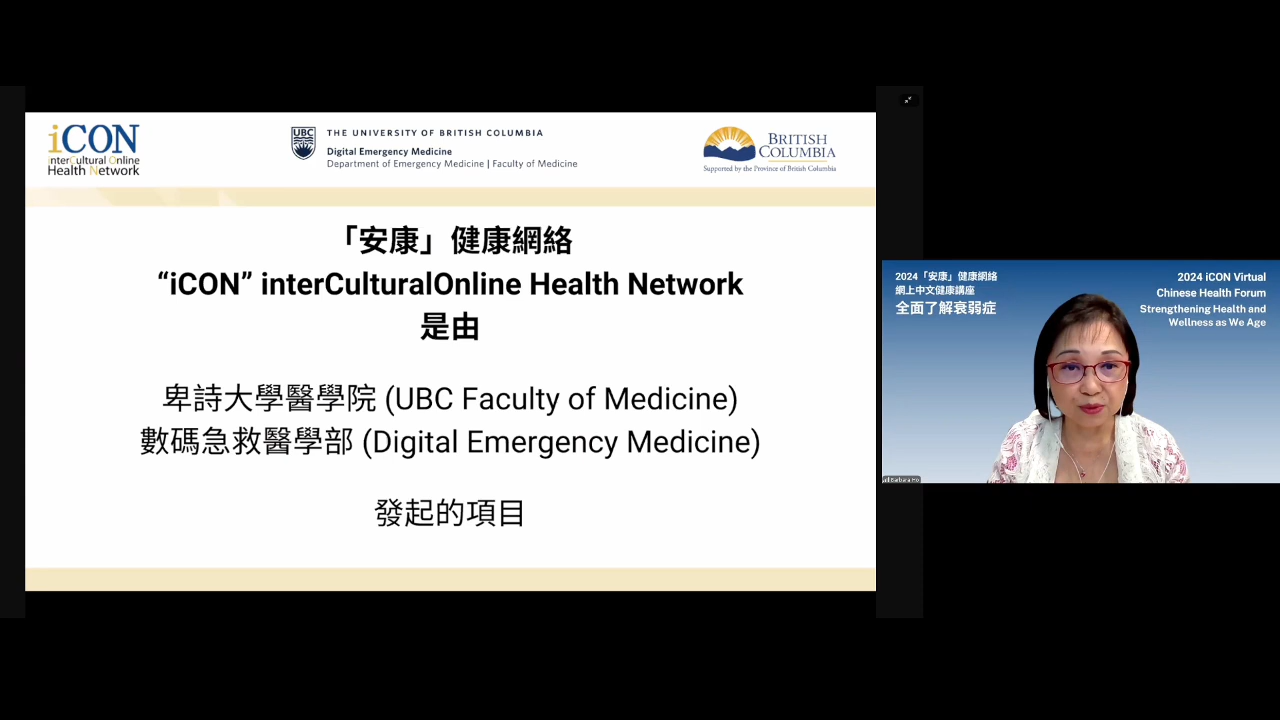 iCON
interCultural Online
Health Network
UBC
THE UNIVERSITY OF BRITISH COLUMBIA
Digital Emergency Medicine
Department of Emergency Medicine | Faculty of Medicine
BRITISH
COLUMBIA
Supported by the Province of British Columbia
「安康」健康網絡
“iCON” interCulturalOnline Health Network
是由
卑詩大學醫學院 (UBC Faculty of Medicine)
數碼急救醫學部 (Digital Emergency Medicine)
發起的項目
2024「安康」健康網絡
網上中文健康講座
全面了解衰弱症
2024 iCON Virtual
Chinese Health Forum
Strengthening Health and
Wellness as We Age
Barbara Ho